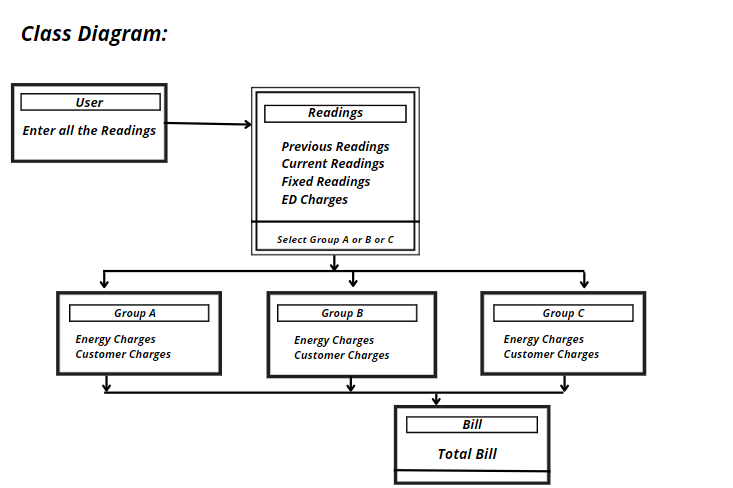 Class Diagram:
User
Enter all the Readings
Readings
Previous Readings
Current Readings
Fixed Readings
ED Charges
Select Group A or B or C
Group A
Energy Charges
Customer Charges
Group B
Energy Charges
Customer Charges
Group C
Energy Charges
Customer Charges
Bill
Total Bill